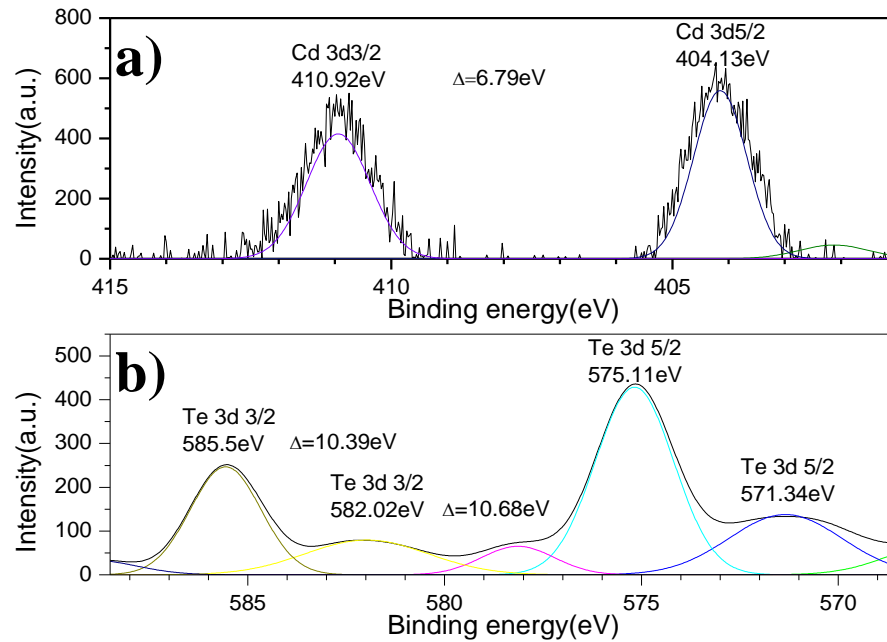 a)
800
600
400
200
0
Intensity(a.u.)
Cd 3d3/2
410.92eV
Δ=6.79eV
Cd 3d5/2
404.13eV
415
410
405
Binding energy(eV)
b)
500
400
300
200
100
0
Intensity(a.u.)
Te 3d 3/2
585.5eV
Δ=10.39eV
Te 3d 3/2
582.02eV
Δ=10.68eV
Te 3d 5/2
575.11eV
Te 3d 5/2
571.34eV
585
580
575
570
Binding energy(eV)